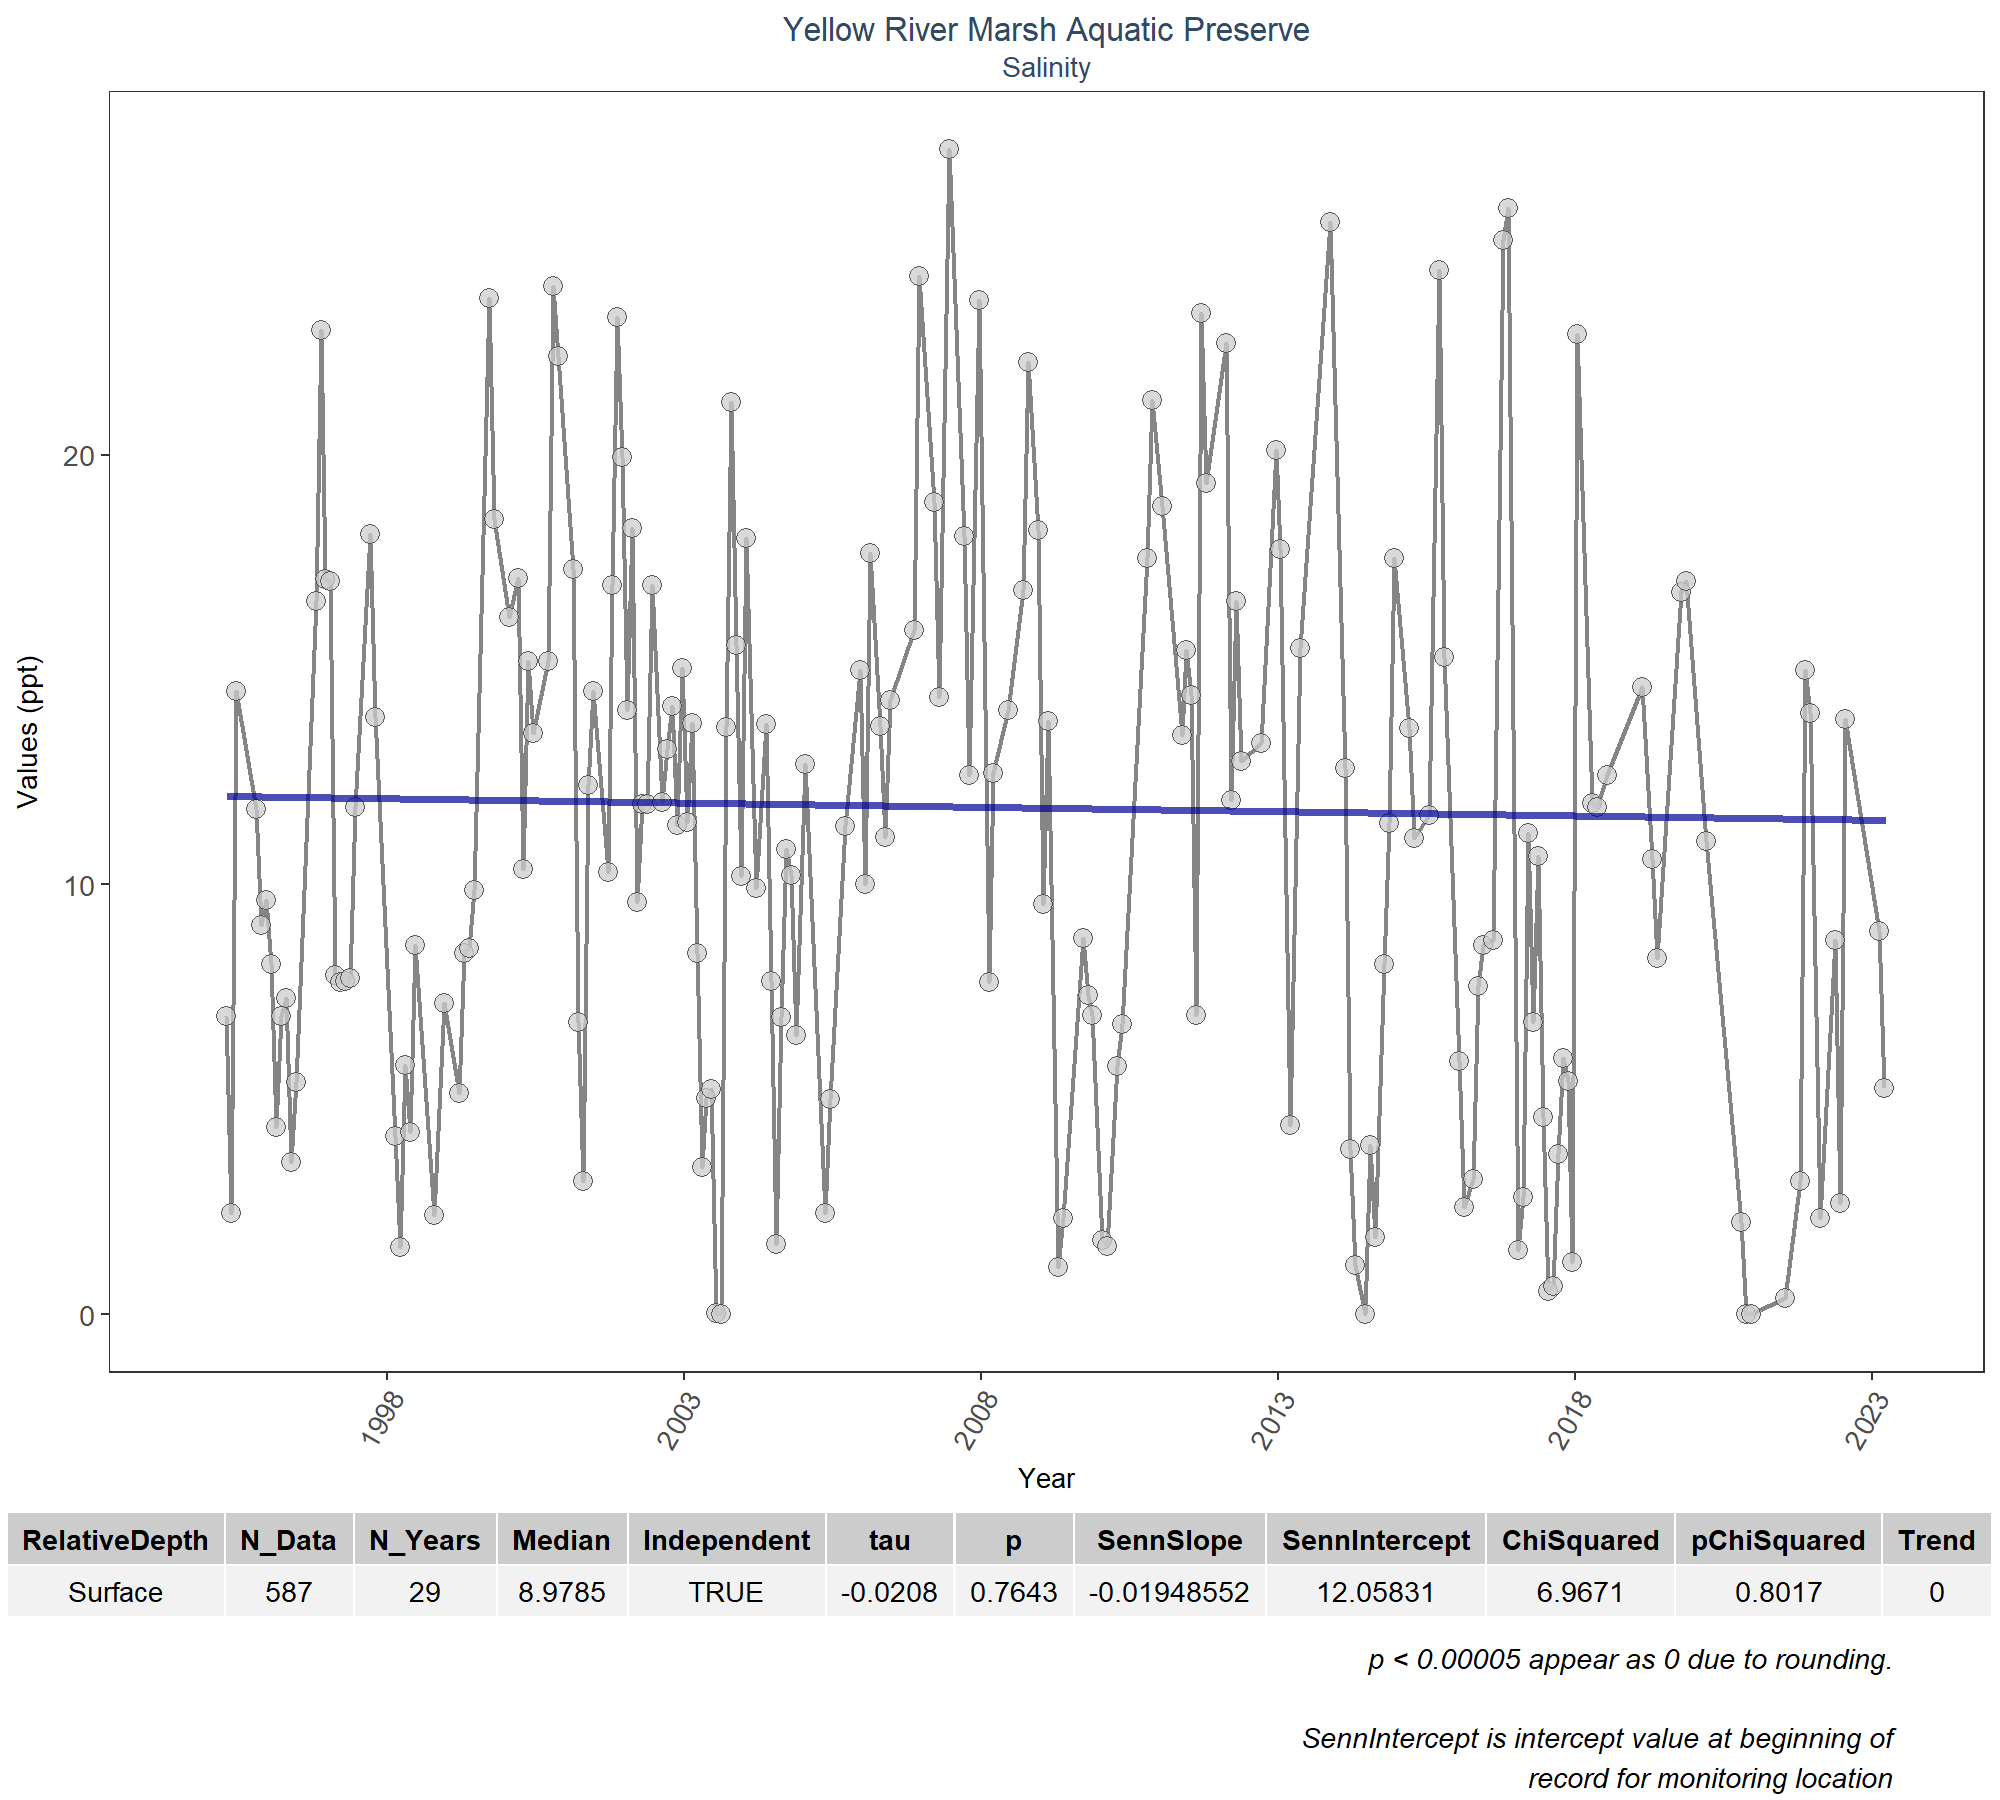 Yellow River Marsh Aquatic Preserve
Salinity
Values (ppt)
20
10
0
1998 2003 2008 2013 2018 2023
Year
RelativeDepth N_Data N_Years Median Independent tau p SennSlope SennIntercept ChiSquared pChiSquared Trend
Surface 587 29 8.9785 TRUE -0.0208 0.7643 -0.01948552 12.05831 6.9671 0.8017 0
p < 0.00005 appear as 0 due to rounding.
SennIntercept is intercept value at beginning of
record for monitoring location